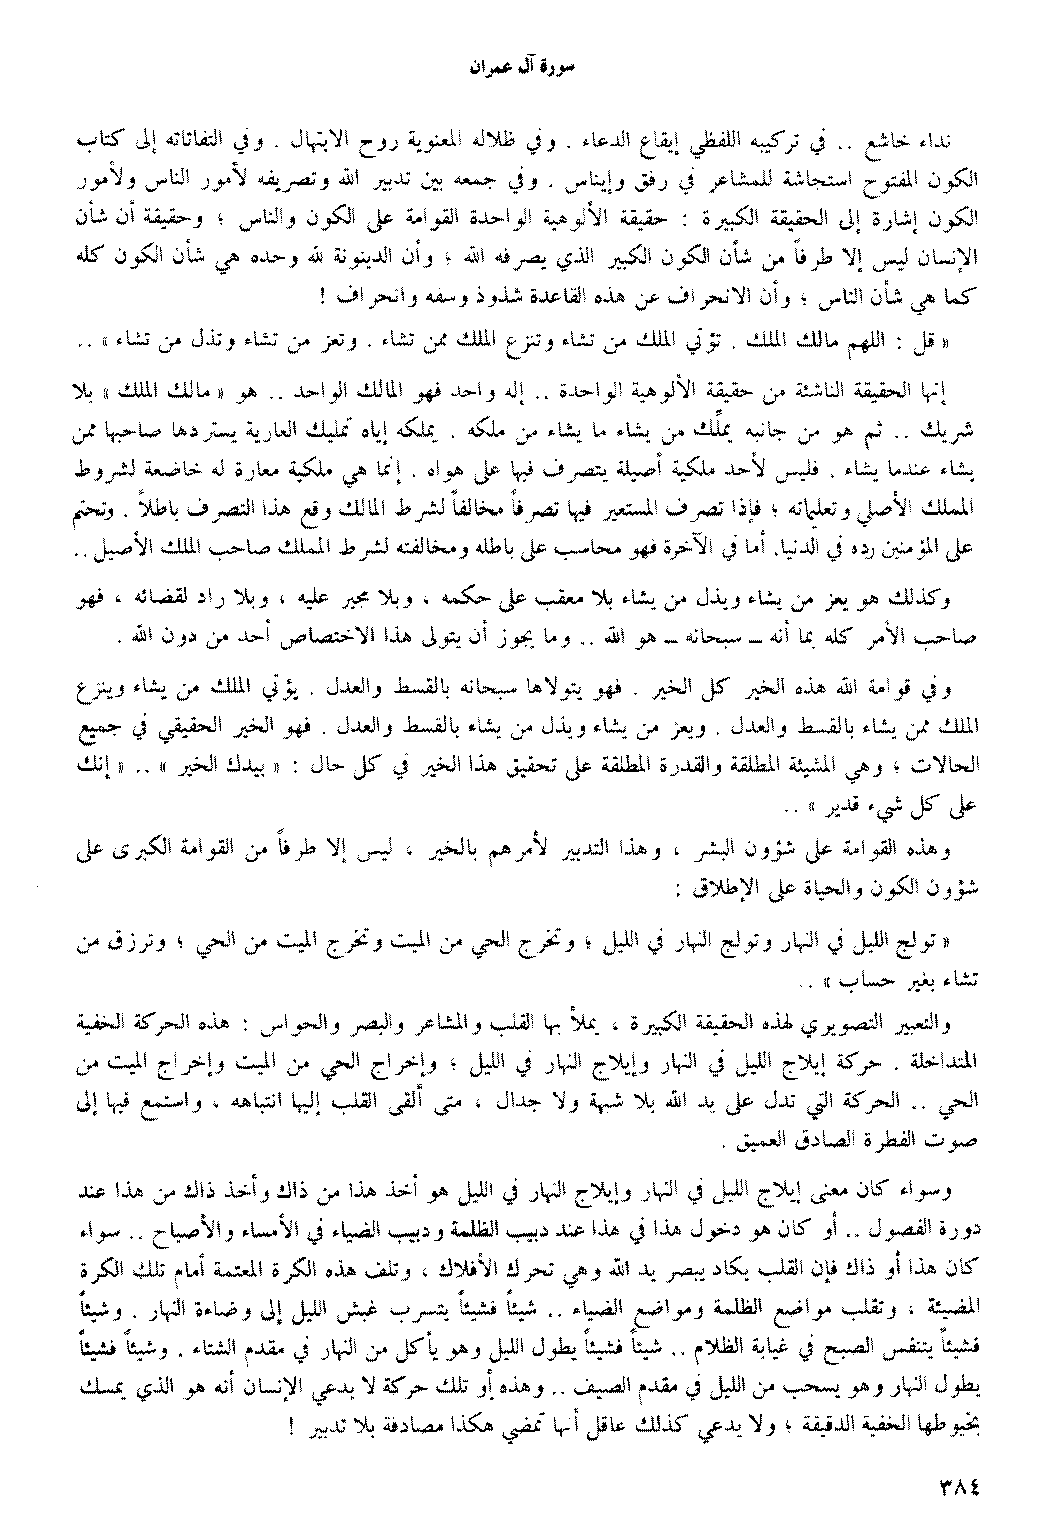 سورة آل عمران
نداء خاشع .. في تركيبه اللفظي إيقاع الدعاء . وفي ظلاله المعنوية روح الابتهال . وفي التفاتاته إلى كتاب
الكون المفتوح استجاشة للمشاعر في رفق وإيناس . وفي جمعه بين تدبير الله وتصريفه لأمور الناس ولأمور
الكون إشارة إلى الحقيقة الكبيرة : حقيقة الألوهية الواحدة القوامة على الكون والناس ؛ وحقيقة أن شأن
الإنسان ليس إلا طرفاً من شأن الكون الكبير الذي يصرفه الله ؛ وأن الدينونة لله وحده هي شأن الكون كله
كما هي شأن الناس ؛ وأن الانحراف عن هذه القاعدة شذوذ وسفه وانحراف !
« قل : اللهم مالك الملك . تؤتي الملك من تشاء وتنزع الملك ممن تشاء . وتعز من تشاء وتذل من تشاء » ..
إنها الحقيقة الناشئة من حقيقة الألوهية الواحدة .. إله واحد فهو المالك الواحد .. هو « مالك الملك » بلا
شريك .. ثم هو من جانبه يملّك من يشاء ما يشاء من ملكه . يملكه إياه تمليك العارية يستردها صاحبها ممن
يشاء عندما يشاء . فليس لأحد ملكية أصيلة يتصرف فيها على هواه . إنما هي ملكية معارة له خاضعة لشروط
المملك الأصلي وتعليماته ؛ فإذا تصرف المستعير فيها تصرفاً مخالفاً لشرط المالك وقع هذا التصرف باطلاً . وتحتم
على المؤمنين رده في الدنيا. أما في الآخرة فهو محاسب على باطله ومخالفته لشرط المملك صاحب الملك الأصيل..
وكذلك هو يعز من يشاء ويذل من يشاء بلا معقب على حكمه ، وبلا مجير عليه ، وبلا راد لقضائه ، فهو
صاحب الأمر كله بما أنه – سبحانه – هو الله .. وما يجوز أن يتولى هذا الاختصاص أحد من دون الله .
وفي قوامة الله هذه الخير كل الخير . فهو يتولاها سبحانه بالقسط والعدل . يؤتي الملك من يشاء وينزع
الملك ممن يشاء بالقسط والعدل . ويعز من يشاء ويذل من يشاء بالقسط والعدل . فهو الخير الحقيقي في جميع
الحالات ؛ وهي المشيئة المطلقة والقدرة المطلقة على تحقيق هذا الخير في كل حال : « بيدك الخير » .. « إنك
على كل شيء قدير » ..
وهذه القوامة على شؤون البشر ، وهذا التدبير لأمرهم بالخير ، ليس إلا طرفاً من القوامة الكبرى على
شؤون الكون والحياة على الإطلاق :
« تولج الليل في النهار وتولج النهار في الليل ؛ وتخرج الحي من الميت وتخرج الميت من الحي ؛ وترزق من
تشاء بغير حساب » ..
والتعبير التصويري لهذه الحقيقة الكبيرة ، يملأ بها القلب والمشاعر والبصر والحواس : هذه الحركة الخفية
المتداخلة . حركة إيلاج الليل في النهار وإيلاج النهار في الليل ؛ وإخراج الحي من الميت وإخراج الميت من
الحي .. الحركة التي تدل على يد الله بلا شبهة ولا جدال ، متى ألقى القلب إليها انتباهه ، واستمع فيها إلى
صوت الفطرة الصادق العميق .
وسواء كان معنى إيلاج الليل في النهار وإيلاج النهار في الليل هو أخذ هذا من ذاك وأخذ ذاك من هذا عند
دورة الفصول .. أو كان هو دخول هذا في هذا عند دبيب الظلمة ودبيب الضياء في الأمساء والأصباح .. سواء
كان هذا أو ذاك فإن القلب يكاد يبصر يد الله وهي تحرك الأفلاك ، وتلف هذه الكرة المعتمة أمام تلك الكرة
المضيئة ، وتقلب مواضع الظلمة ومواضع الضياء .. شيئاً فشيئاً يتسرب غبش الليل إلى وضاءة النهار . وشيئاً
فشيئاً يتنفس الصبح في غيابة الظلام .. شيئاً فشيئاً يطول الليل وهو يأكل من النهار في مقدم الشتاء . وشيئاً فشيئاً
يطول النهار وهو يسحب من الليل في مقدم الصيف .. وهذه أو تلك حركة لا يدعي الإنسان أنه هو الذي يمسك
بخيوطها الخفية الدقيقة ؛ ولا يدعي كذلك عاقل أنها تمضي هكذا مصادفة بلا تدبير !
٣٨٤